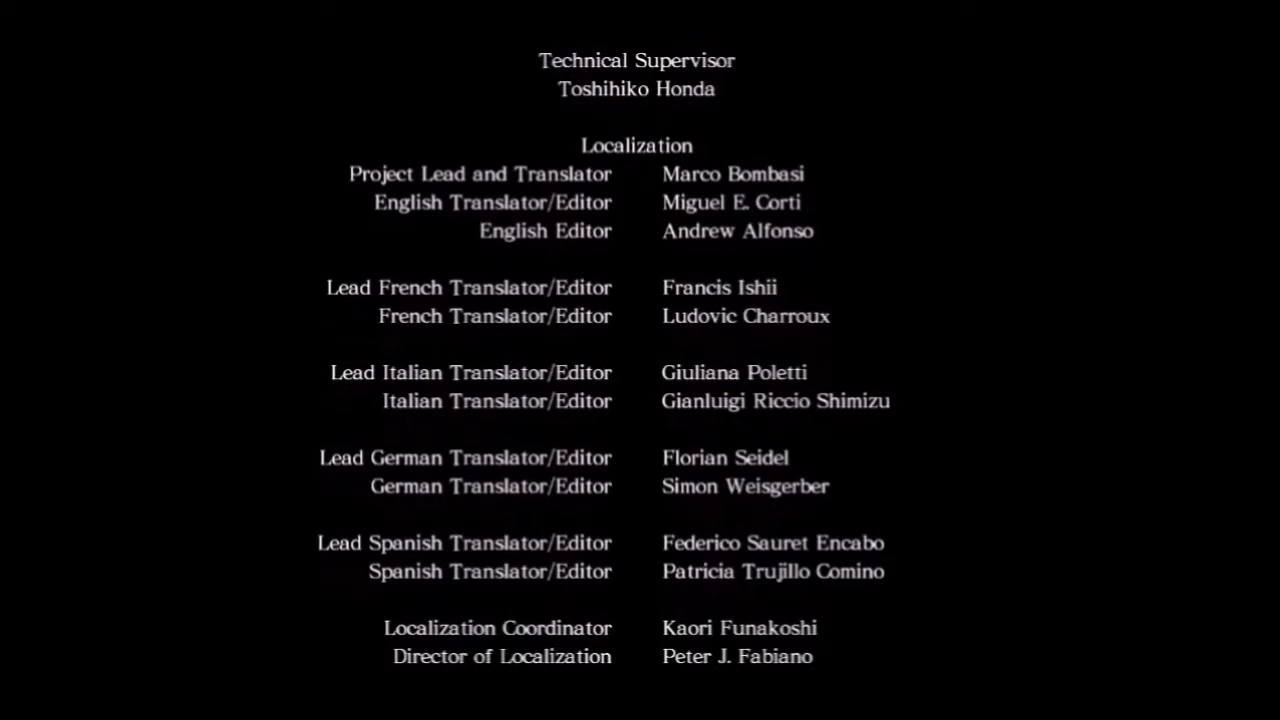 Technical Supervisor
Toshihiko Honda
Localization
Project Lead and Translator Marco Bombasi
English Translator/Editor Miguel E. Corti
English Editor Andrew Alfonso
Lead French Translator/Editor Francis Ishii
French Translator/Editor Ludovic Charroux
Lead Italian Translator/Editor Giuliana Poletti
Italian Translator/Editor Gianluigi Riccio Shimizu
Lead German Translator/Editor Florian Seidel
German Translator/Editor Simon Weisgerber
Lead Spanish Translator/Editor Federico Sauret Encabo
Spanish Translator/Editor Patricia Trujillo Comino
Localization Coordinator Kaori Funakoshi
Director of Localization Peter J. Fabiano